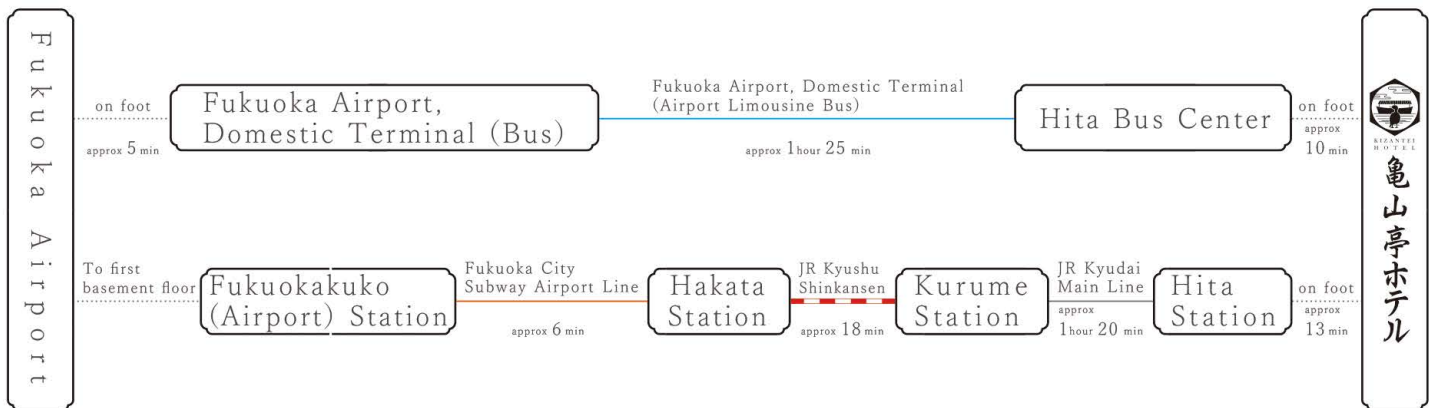 Fukuoka Airport
on foot
approx 5 min
Fukuoka Airport,
Domestic Terminal (Bus)
Fukuoka Airport, Domestic Terminal
(Airport Limousine Bus)
approx 1hour 25 min
Hita Bus Center
on foot
approx
10 min
To first
basement floor
Fukuokakuko
(Airport) Station
Fukuoka City
Subway Airport Line
approx 6 min
Hakata
Station
JR Kyushu
Shinkansen
approx 18 min
Kurume
Station
JR Kyudai
Main Line
approx
1hour 20 min
Hita
Station
on foot
approx
13 min
KIZANTEI
HOTEL
亀山亭ホテル